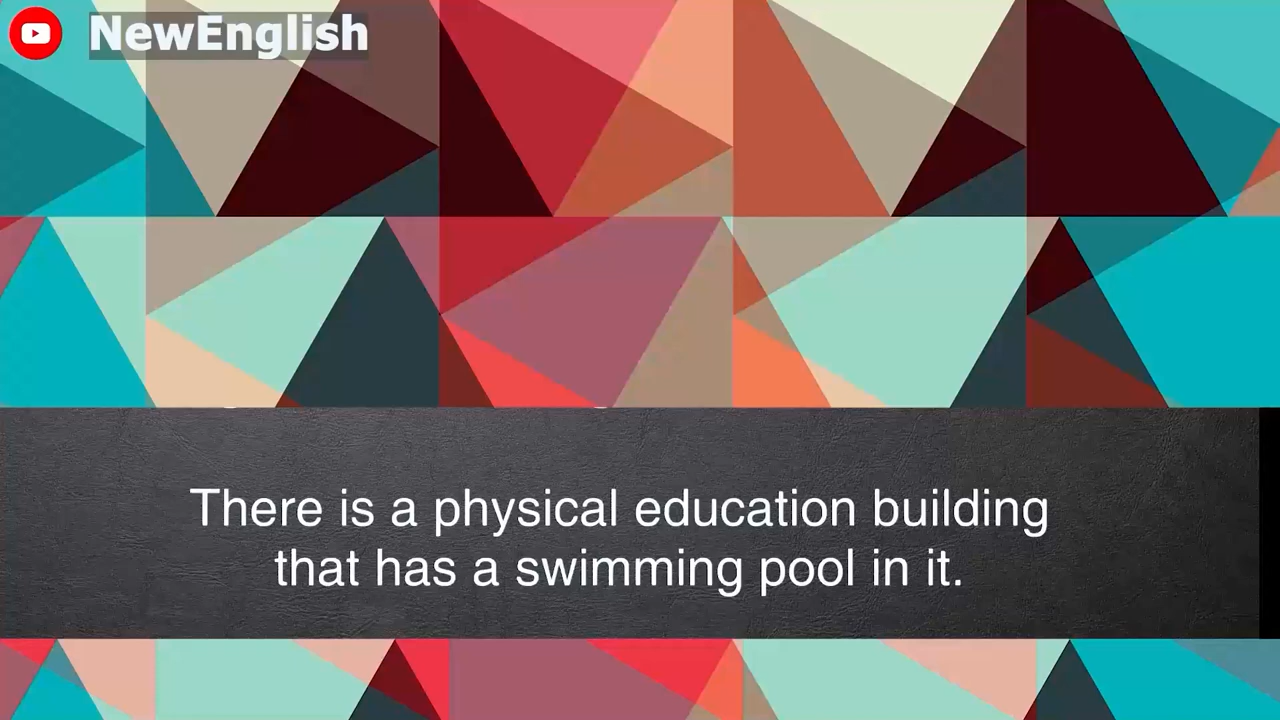 NewEnglish
There is a physical education building
that has a swimming pool in it.